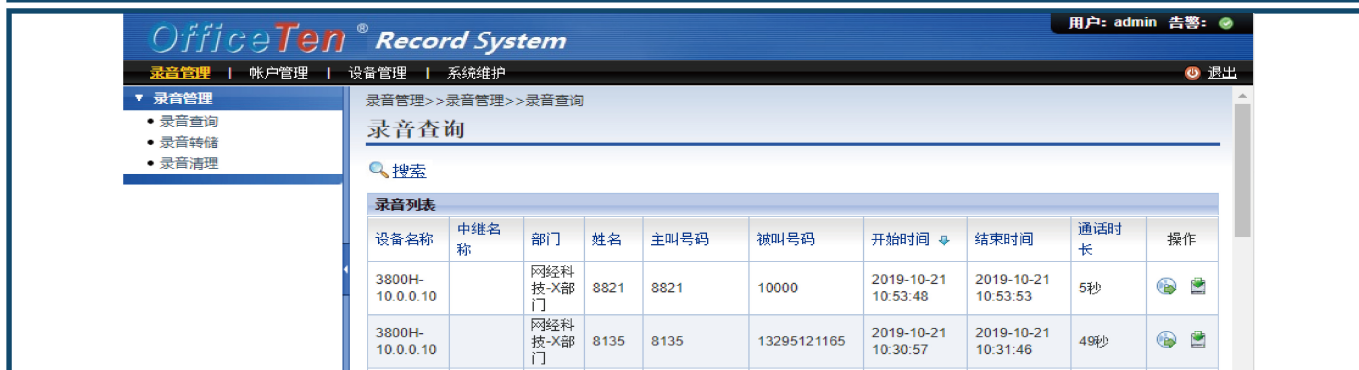 用户: admin 告警:
OfficeTen ® Record System
录音管理 | 帐户管理 | 设备管理 | 系统维护 退出
录音管理
录音查询
录音转储
录音清理
录音管理>>录音管理>>录音查询
录音查询
搜索
录音列表
设备名称 中继名称 部门 姓名 主叫号码 被叫号码 开始时间 结束时间 通话时长 操作
3800H-
10.0.0.10
网经科
技-X部
门
8821 8821 10000
2019-10-21
10:53:48
2019-10-21
10:53:53
5秒
3800H-
10.0.0.10
网经科
技-X部
门
8135 8135 13295121165
2019-10-21
10:30:57
2019-10-21
10:31:46
49秒